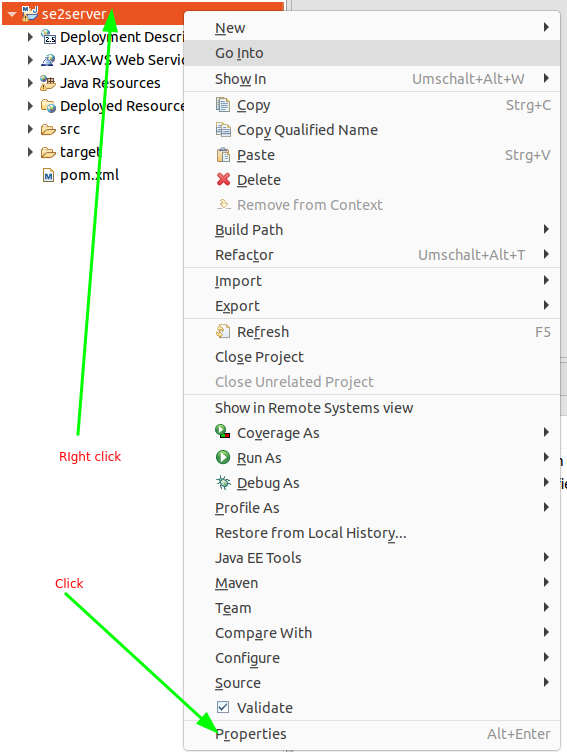 se2server
Deployment Descri
JAX-WS Web Servic
Java Resources
Deployed Resource
src
target
pom.xml
RIght click
Click
New
Go Into
Show In Umschalt+Alt+W
Copy Strg+C
Copy Qualified Name
Paste Strg+V
Delete
Remove from Context
Build Path
Refactor Umschalt+Alt+T
Import
Export
Refresh F5
Close Project
Close Unrelated Project
Show in Remote Systems view
Coverage As
Run As
Debug As
Profile As
Restore from Local History...
Java EE Tools
Maven
Team
Compare With
Configure
Source
Validate
Properties Alt+Enter